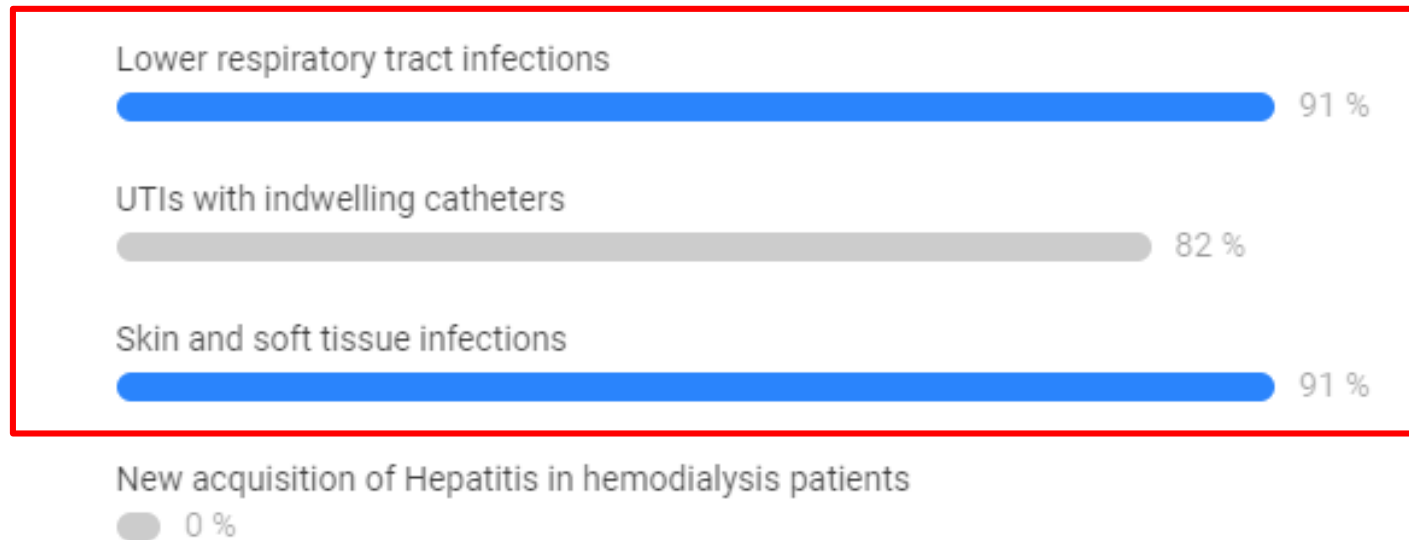 Lower respiratory tract infections
91 %
UTIs with indwelling catheters
82 %
Skin and soft tissue infections
91 %
New acquisition of Hepatitis in hemodialysis patients
0 %